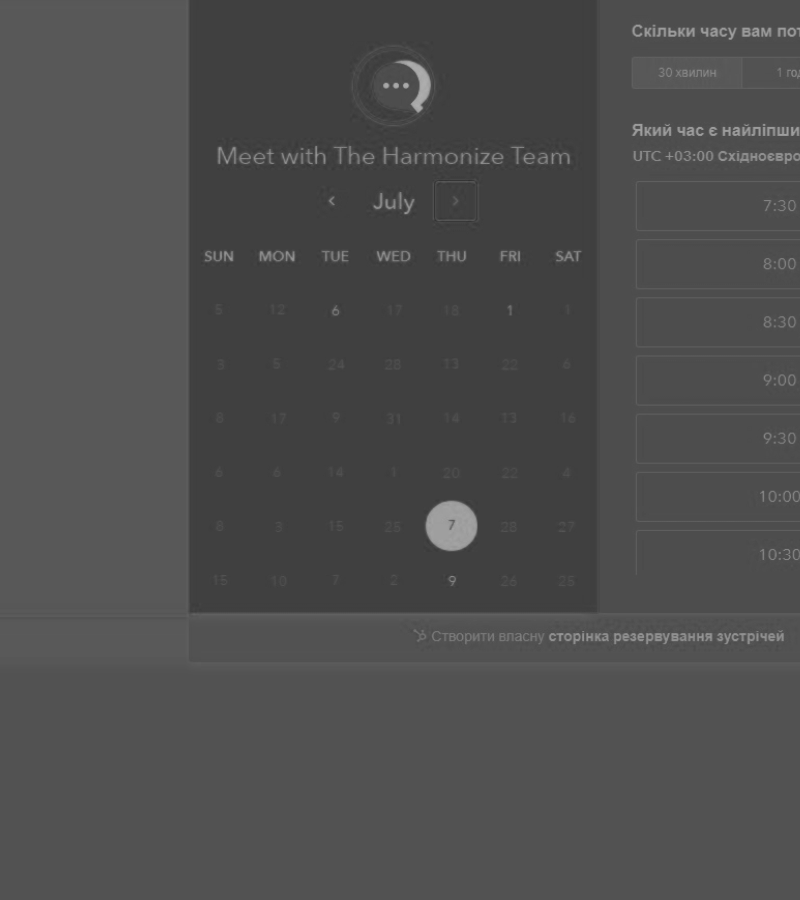 Meet with The Harmonize Team
July
SUN MON TUE WED THU FRI SAT
5 12 6 17 18 1 1
3 5 24 28 13 22 6
8 17 9 31 14 13 16
6 6 14 1 20 22 4
8 3 15 25 7 28 27
15 10 7 2 9 26 25
Скільки часу вам пот
30 хвилин 1 год
Який час є найліпши
UTC +03:00 Східноєвро
7:30
8:00
8:30
9:00
9:30
10:00
10:30
Створити власну сторінка резервування зустрічей